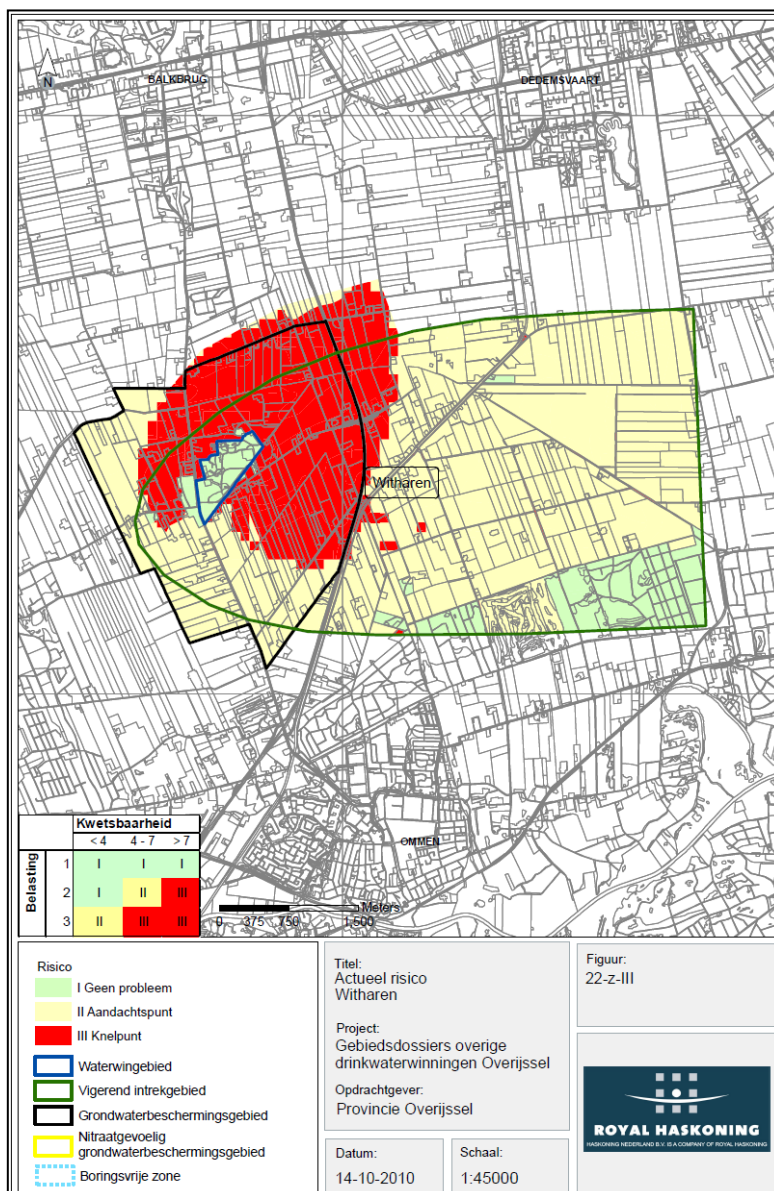 N
BALKBRUG
DEDEMSVAART
Witharen
OMMEN
Kwetsbaarheid
< 4 4 - 7 > 7
Belasting
1 I I I
2 I II III
3 II III III
Meters
0 375 750 1,500
Risico
I Geen probleem
II Aandachtspunt
III Knelpunt
Waterwingebied
Vigerend intrekgebied
Grondwaterbeschermingsgebied
Nitraatgevoelig
grondwaterbeschermingsgebied
Boringsvrije zone
Titel:
Actueel risico
Witharen
Project:
Gebiedsdossiers overige
drinkwaterwinningen Overijssel
Opdrachtgever:
Provincie Overijssel
Datum:
14-10-2010
Schaal:
1:45000
Figuur:
22-z-III
ROYAL HASKONING
HASKONING NEDERLAND B.V. IS A COMPANY OF ROYAL HASKONING